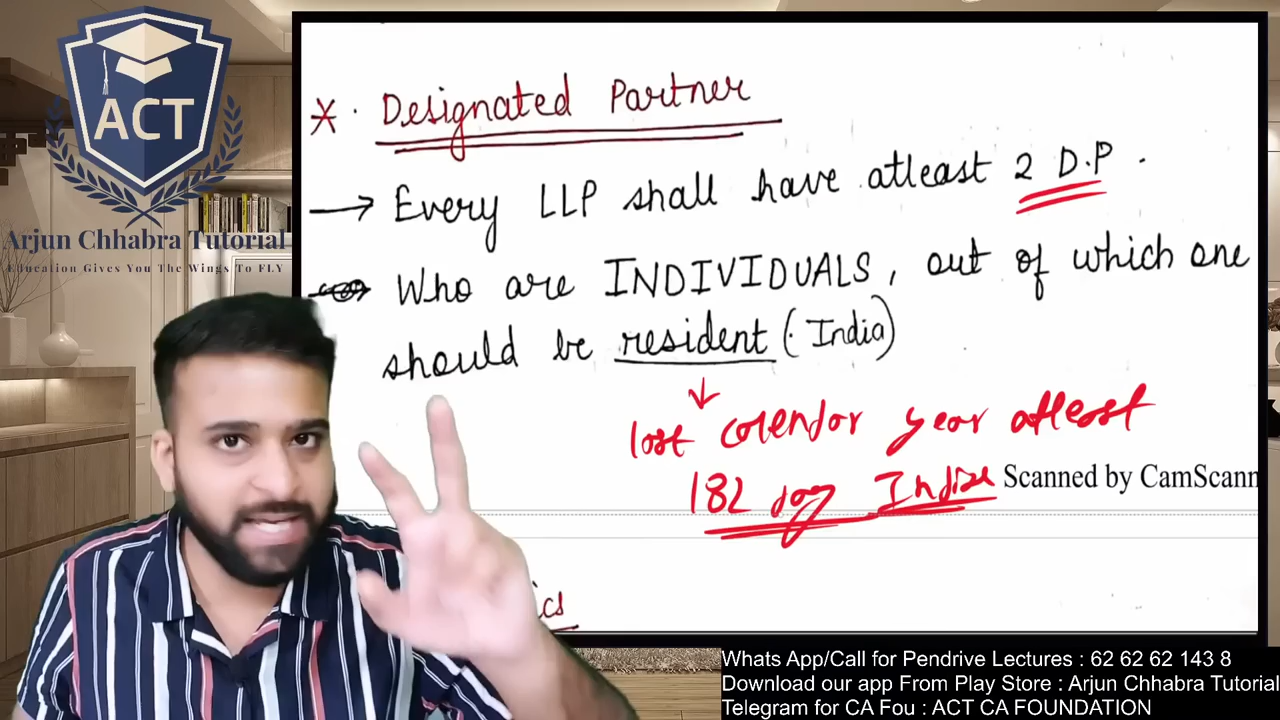 ACT
Arjun Chhabra Tutorial
Education Gives You The Wings To FLY
* . Designated Partner
→ Every LLP shall have atleast 2 D.P.
Who are INDIVIDUALS, out of which one
should be resident (India)
↓
last calendar year atleast
182 day India
Scanned by CamScann
ics
Whats App/Call for Pendrive Lectures : 62 62 62 143 8
Download our app From Play Store : Arjun Chhabra Tutorial
Telegram for CA Fou : ACT CA FOUNDATION